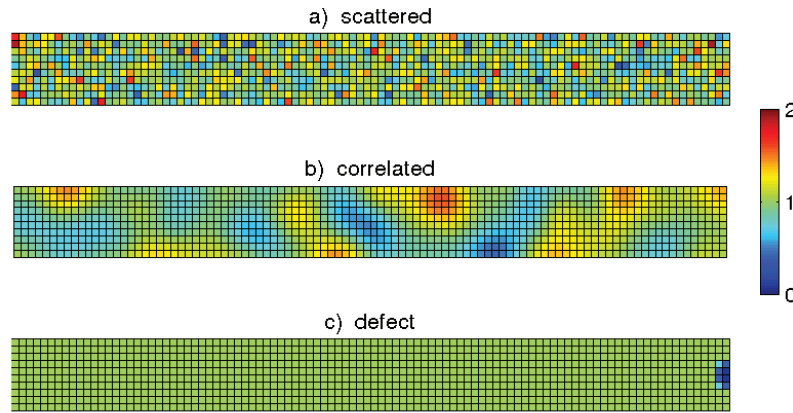 a) scattered
b) correlated
2
1
0
c) defect